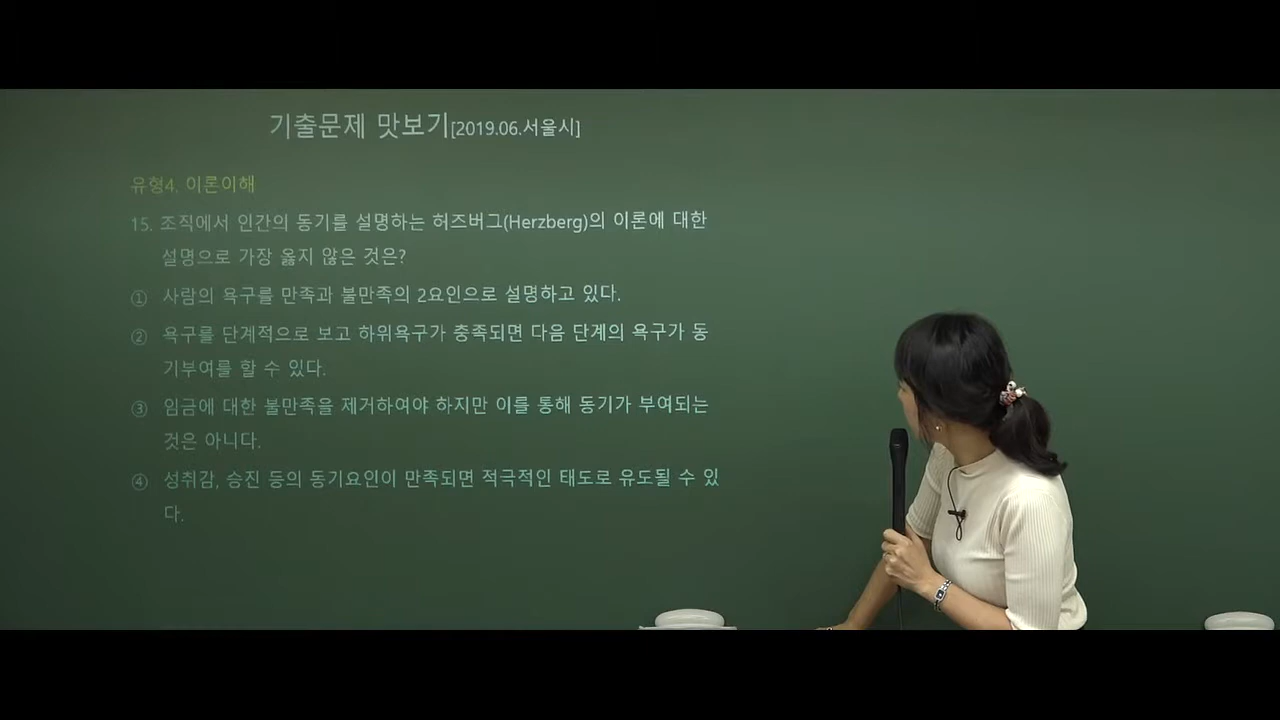 기출문제 맛보기[2019.06.서울시]
유형4. 이론이해
15. 조직에서 인간의 동기를 설명하는 허즈버그(Herzberg)의 이론에 대한
설명으로 가장 옳지 않은 것은?
① 사람의 욕구를 만족과 불만족의 2요인으로 설명하고 있다.
② 욕구를 단계적으로 보고 하위욕구가 충족되면 다음 단계의 욕구가 동
기부여를 할 수 있다.
③ 임금에 대한 불만족을 제거하여야 하지만 이를 통해 동기가 부여되는
것은 아니다.
④ 성취감, 승진 등의 동기요인이 만족되면 적극적인 태도로 유도될 수 있
다.